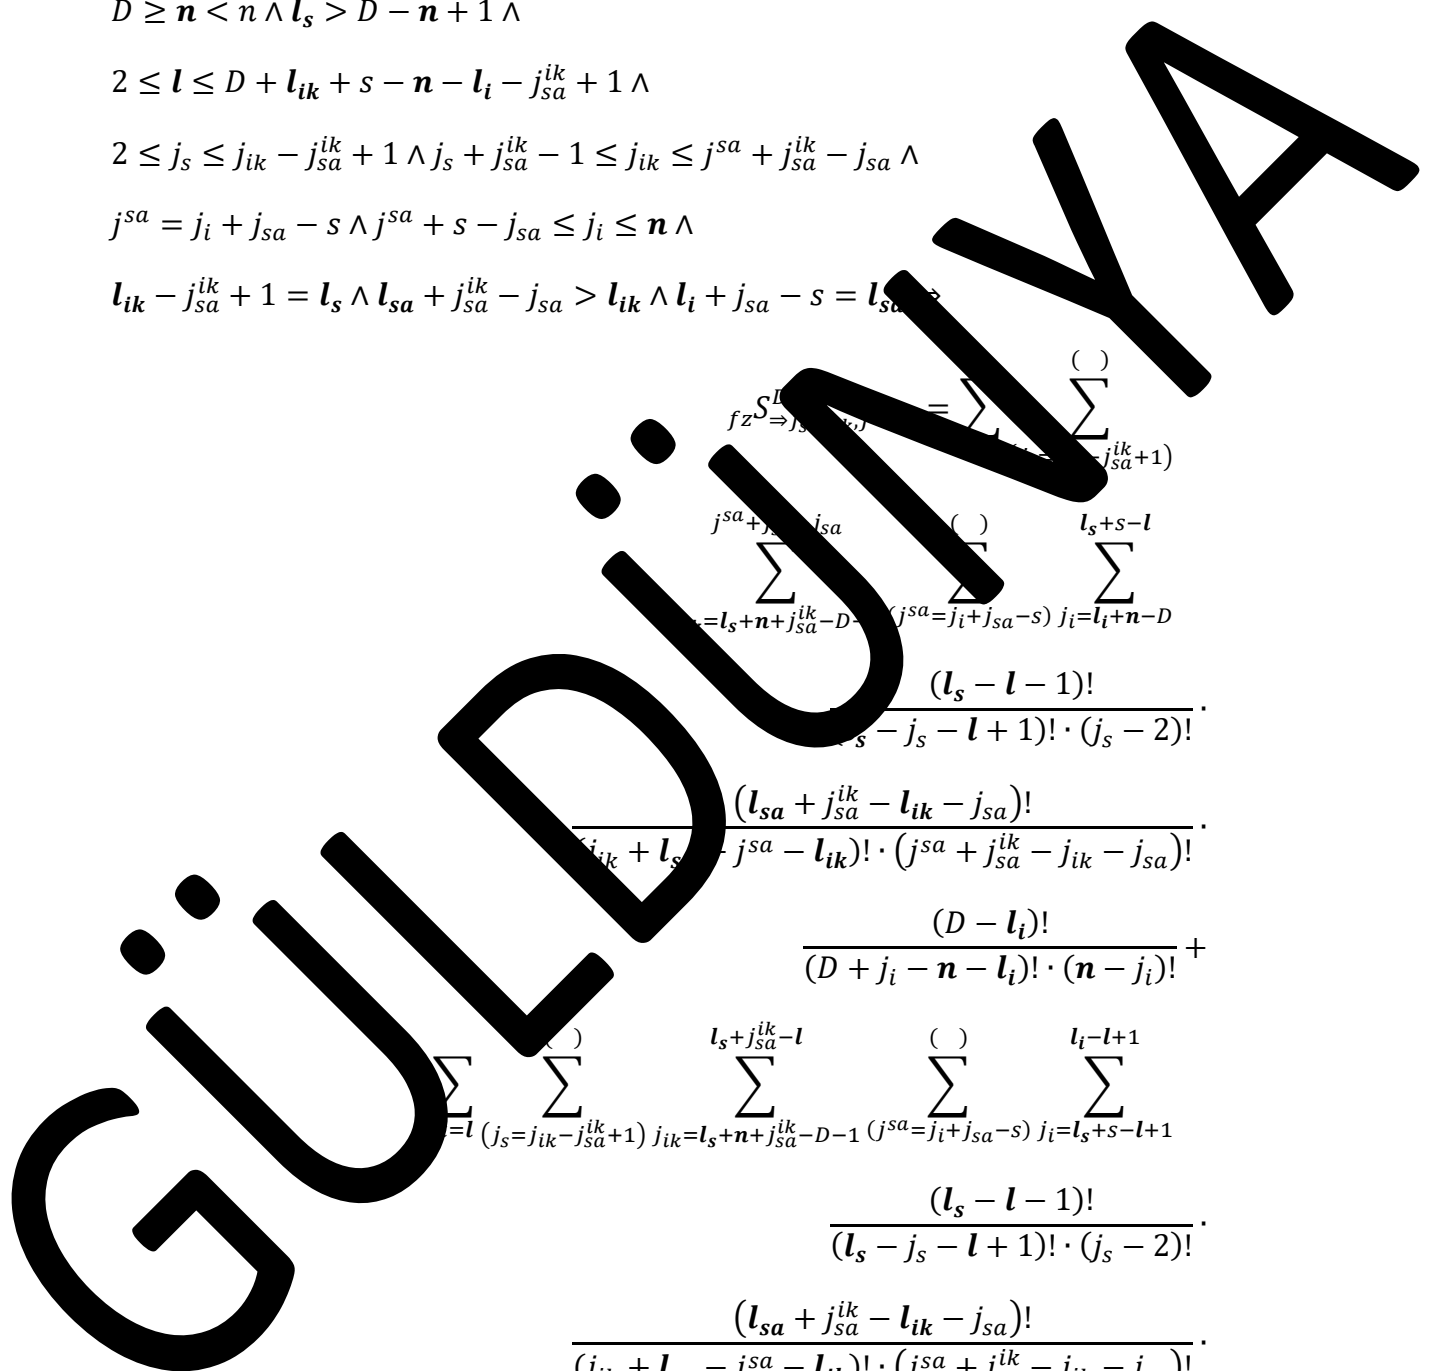 D ≥ n < n ∧ l_s > D − n + 1 ∧
2 ≤ l ≤ D + l_ik + s − n − l_i − j_sa^ik + 1 ∧
2 ≤ j_s ≤ j_ik − j_sa^ik + 1 ∧ j_s + j_sa^ik − 1 ≤ j_ik ≤ j^sa + j_sa^ik − j_sa ∧
j^sa = j_i + j_sa − s ∧ j^sa + s − j_sa ≤ j_i ≤ n ∧
l_ik − j_sa^ik + 1 = l_s ∧ l_sa + j_sa^ik − j_sa > l_ik ∧ l_i + j_sa − s = l_sa ⇒
( )
fz S = ∑ ∑
j_sa^ik+1)
( ) l_s+s−l
∑ ∑ ∑
=l_s+n+j_sa^ik−D (j^sa=j_i+j_sa−s) j_i=l_i+n−D
(l_s − l − 1)!
− j_s − l + 1)! · (j_s − 2)! ·
(l_sa + j_sa^ik − l_ik − j_sa)!
− j^sa − l_ik)! · (j^sa + j_sa^ik − j_ik − j_sa)! ·
(D − l_i)!
(D + j_i − n − l_i)! · (n − j_i)! +
( ) l_s+j_sa^ik−l ( ) l_i−l+1
∑ ∑ ∑ ∑ ∑
=l (j_s=j_ik−j_sa^ik+1) j_ik=l_s+n+j_sa^ik−D−1 (j^sa=j_i+j_sa−s) j_i=l_s+s−l+1
(l_s − l − 1)!
(l_s − j_s − l + 1)! · (j_s − 2)! ·
(l_sa + j_sa^ik − l_ik − j_sa)! ·
GÜLDÜNYA